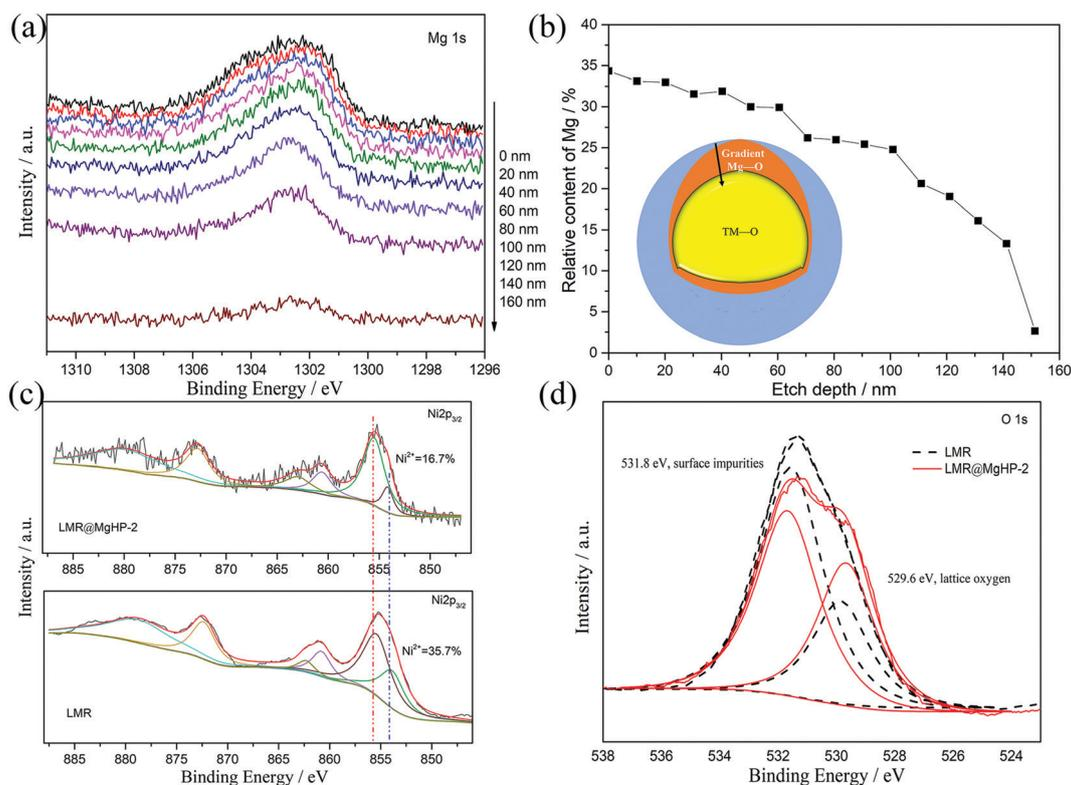 (a)
Mg 1s
0 nm
20 nm
40 nm
60 nm
80 nm
100 nm
120 nm
140 nm
160 nm
Intensity / a.u.
1310 1308 1306 1304 1302 1300 1298 1296
Binding Energy / eV
(b)
Relative content of Mg / %
40
35
30
25
20
15
10
5
0
Gradient
Mg—O
TM—O
0 20 40 60 80 100 120 140 160
Etch depth / nm
(c)
Ni2p3/2
Ni2+=16.7%
LMR@MgHP-2
885 880 875 870 865 860 855 850
Intensity / a.u.
Ni2p3/2
Ni2+=35.7%
LMR
885 880 875 870 865 860 855 850
Binding Energy / eV
(d)
O 1s
LMR
LMR@MgHP-2
531.8 eV, surface impurities
529.6 eV, lattice oxygen
Intensity / a.u.
538 536 534 532 530 528 526 524
Binding Energy / eV